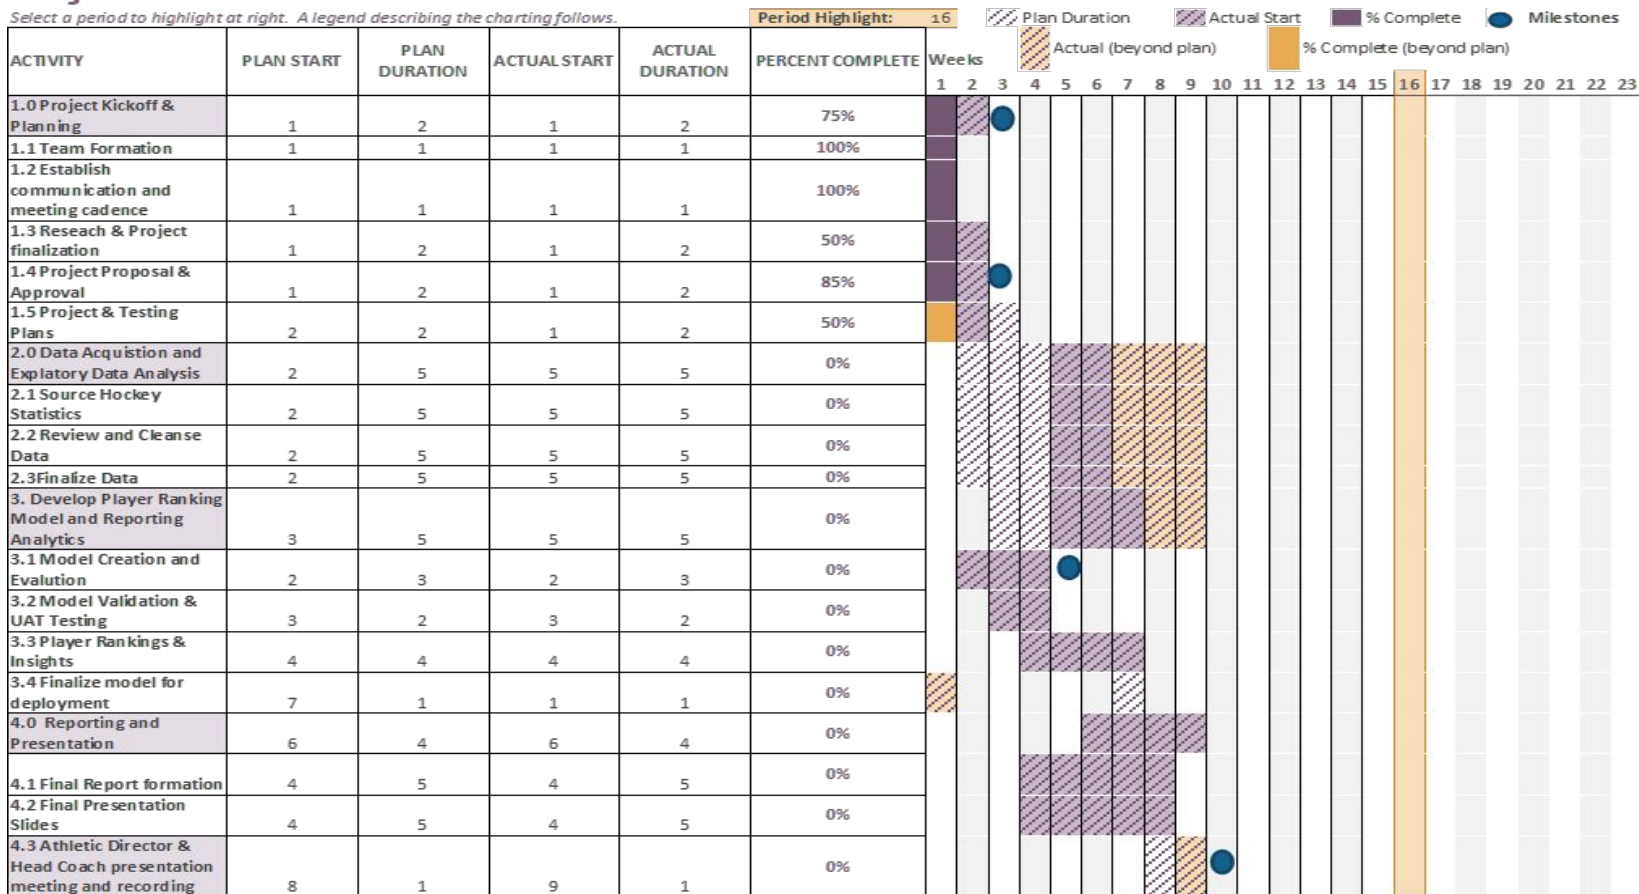 Select a period to highlight at right. A legend describing the charting follows.
Period Highlight: 16
Plan Duration
Actual Start
% Complete
Milestones
Actual (beyond plan)
% Complete (beyond plan)
ACTIVITY PLAN START PLAN DURATION ACTUAL START ACTUAL DURATION PERCENT COMPLETE Weeks
1 2 3 4 5 6 7 8 9 10 11 12 13 14 15 16 17 18 19 20 21 22 23
1.0 Project Kickoff &
Planning 1 2 1 2 75%
1.1 Team Formation 1 1 1 1 100%
1.2 Establish
communication and
meeting cadence 1 1 1 1 100%
1.3 Reseach & Project
finalization 1 2 1 2 50%
1.4 Project Proposal &
Approval 1 2 1 2 85%
1.5 Project & Testing
Plans 2 2 1 2 50%
2.0 Data Acquistion and
Explatory Data Analysis 2 5 5 5 0%
2.1 Source Hockey
Statistics 2 5 5 5 0%
2.2 Review and Cleanse
Data 2 5 5 5 0%
2.3Finalize Data 2 5 5 5 0%
3. Develop Player Ranking
Model and Reporting
Analytics 3 5 5 5 0%
3.1 Model Creation and
Evalution 2 3 2 3 0%
3.2 Model Validation &
UAT Testing 3 2 3 2 0%
3.3 Player Rankings &
Insights 4 4 4 4 0%
3.4 Finalize model for
deployment 7 1 1 1 0%
4.0 Reporting and
Presentation 6 4 6 4 0%
4.1 Final Report formation 4 5 4 5 0%
4.2 Final Presentation
Slides 4 5 4 5 0%
4.3 Athletic Director &
Head Coach presentation
meeting and recording 8 1 9 1 0%